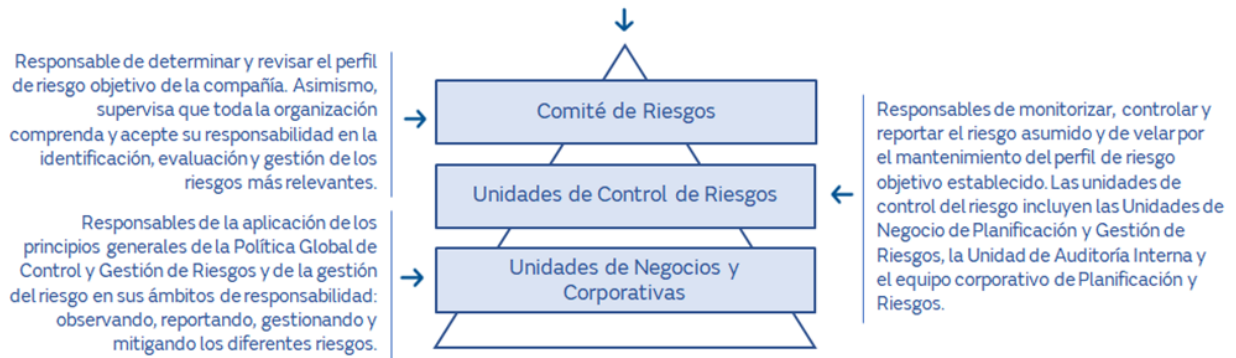 Responsable de determinar y revisar el perfil
de riesgo objetivo de la compañía. Asimismo,
supervisa que toda la organización
comprenda y acepte su responsabilidad en la
identificación, evaluación y gestión de los
riesgos más relevantes.
Comité de Riesgos
Responsables de monitorizar, controlar y
reportar el riesgo asumido y de velar por
el mantenimiento del perfil de riesgo
objetivo establecido. Las unidades de
control del riesgo incluyen las Unidades de
Negocio de Planificación y Gestión de
Riesgos, la Unidad de Auditoría Interna y
el equipo corporativo de Planificación y
Riesgos.
Unidades de Control de Riesgos
Responsables de la aplicación de los
principios generales de la Política Global de
Control y Gestión de Riesgos y de la gestión
del riesgo en sus ámbitos de responsabilidad:
observando, reportando, gestionando y
mitigando los diferentes riesgos.
Unidades de Negocios y
Corporativas